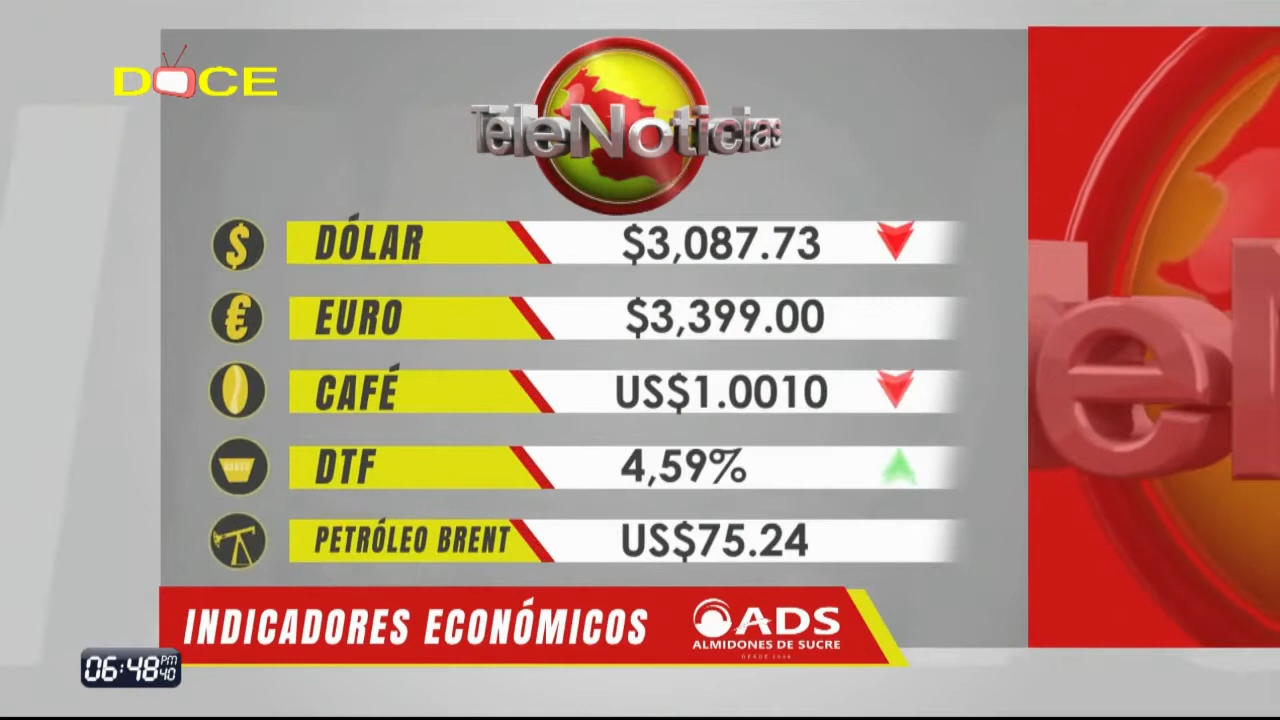 DOCE
TeleNoticias
DÓLAR $3,087.73
EURO $3,399.00
CAFÉ US$1.0010
DTF 4,59%
PETRÓLEO BRENT US$75.24
INDICADORES ECONÓMICOS
ADS
ALMIDONES DE SUCRE
06:48 PM 40